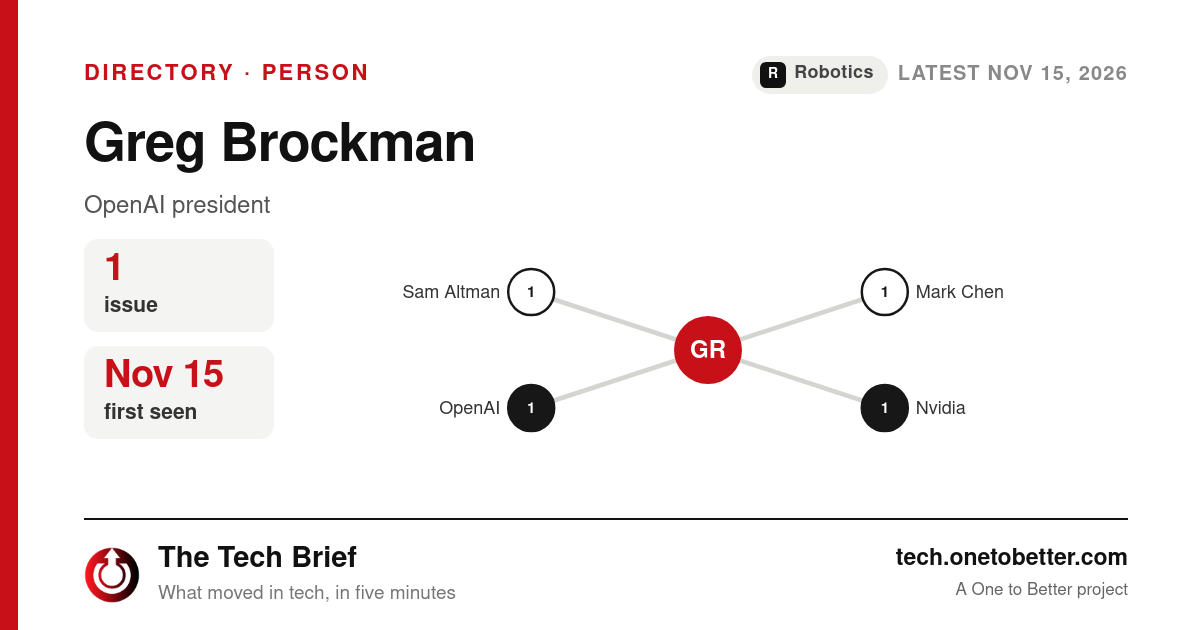 DIRECTORY · PERSON
R Robotics LATEST NOV 15, 2026
Greg Brockman
OpenAI president
1
issue
Nov 15
first seen
Sam Altman 1
1 Mark Chen
GR
OpenAI 1
1 Nvidia
The Tech Brief
What moved in tech, in five minutes
tech.onetobetter.com
A One to Better project